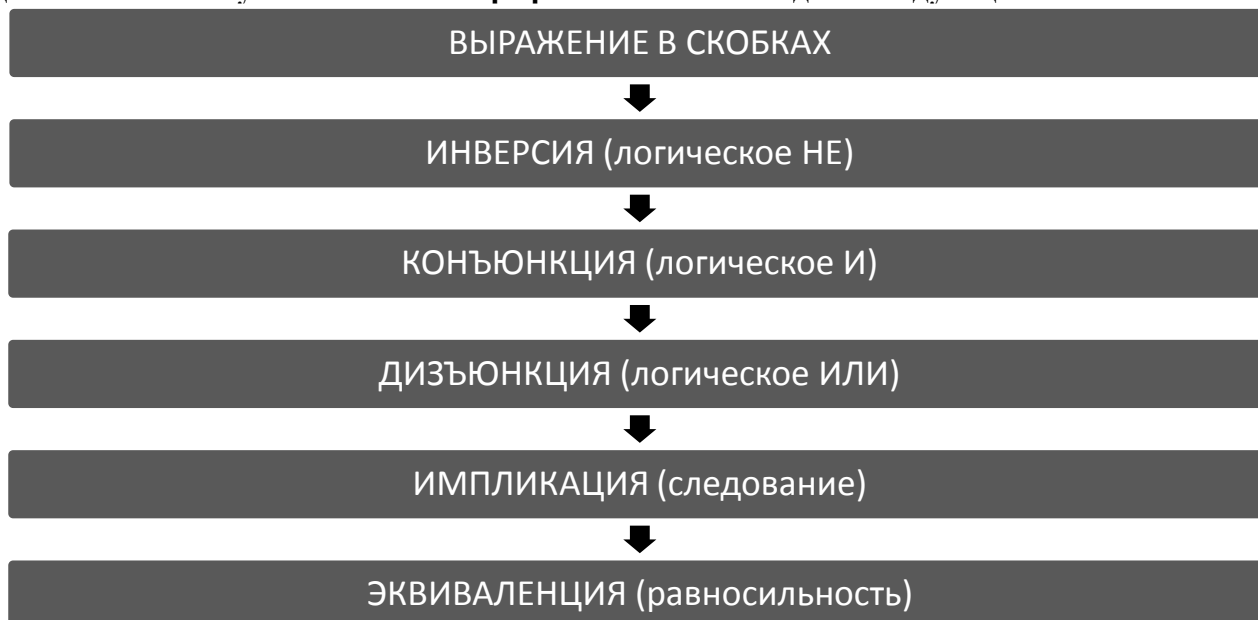 ВЫРАЖЕНИЕ В СКОБКАХ
ИНВЕРСИЯ (логическое НЕ)
КОНЪЮНКЦИЯ (логическое И)
ДИЗЪЮНКЦИЯ (логическое ИЛИ)
ИМПЛИКАЦИЯ (следование)
ЭКВИВАЛЕНЦИЯ (равносильность)